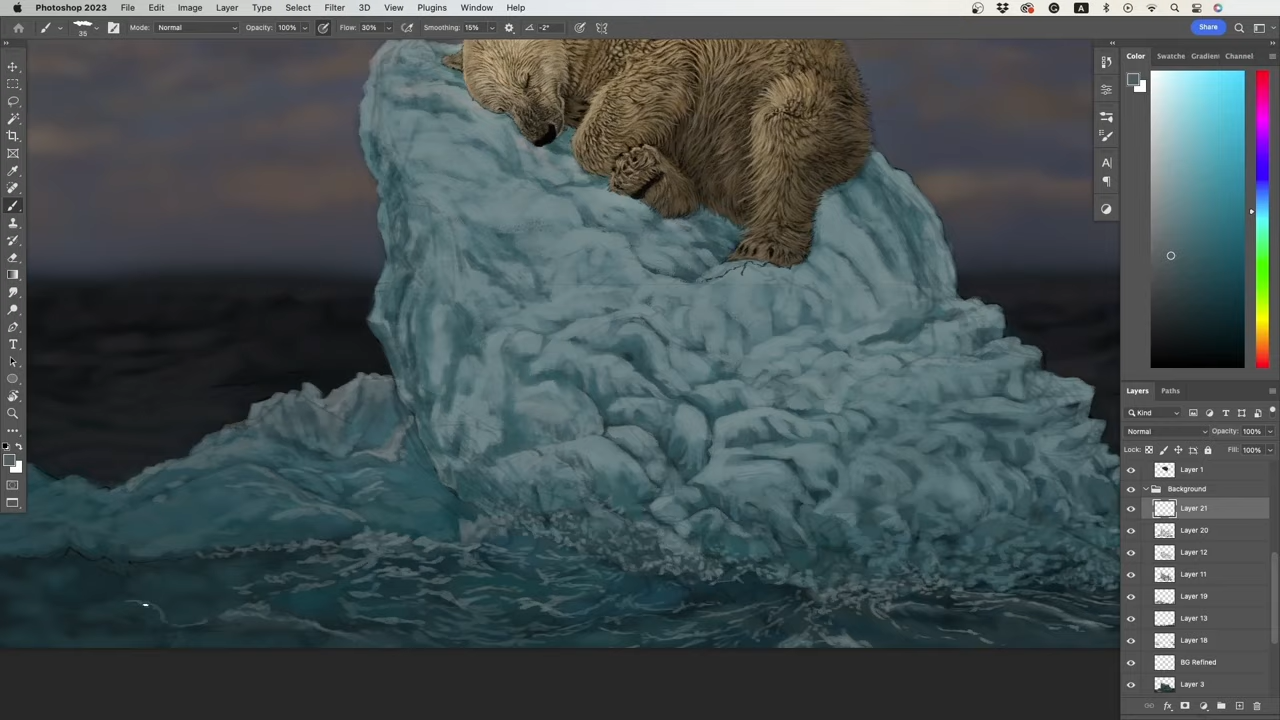 Photoshop 2023 File Edit Image Layer Type Select Filter 3D View Plugins Window Help
A
35 Mode: Normal Opacity: 100% Flow: 30% Smoothing: 15% -2° Share
Color Swatche Gradien Channel
A|
Layers Paths
Kind
Normal Opacity: 100%
Lock: Fill: 100%
Layer 1
Background
Layer 21
Layer 20
Layer 12
Layer 11
Layer 19
Layer 13
Layer 18
BG Refined
Layer 3
fx